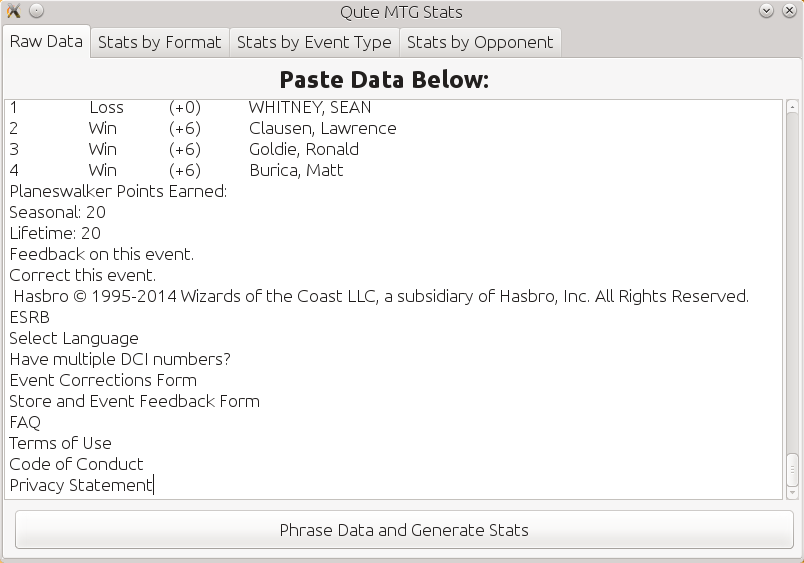 Qute MTG Stats
Raw Data Stats by Format Stats by Event Type Stats by Opponent
Paste Data Below:
1 Loss (+0) WHITNEY, SEAN
2 Win (+6) Clausen, Lawrence
3 Win (+6) Goldie, Ronald
4 Win (+6) Burica, Matt
Planeswalker Points Earned:
Seasonal: 20
Lifetime: 20
Feedback on this event.
Correct this event.
Hasbro © 1995-2014 Wizards of the Coast LLC, a subsidiary of Hasbro, Inc. All Rights Reserved.
ESRB
Select Language
Have multiple DCI numbers?
Event Corrections Form
Store and Event Feedback Form
FAQ
Terms of Use
Code of Conduct
Privacy Statement
Phrase Data and Generate Stats